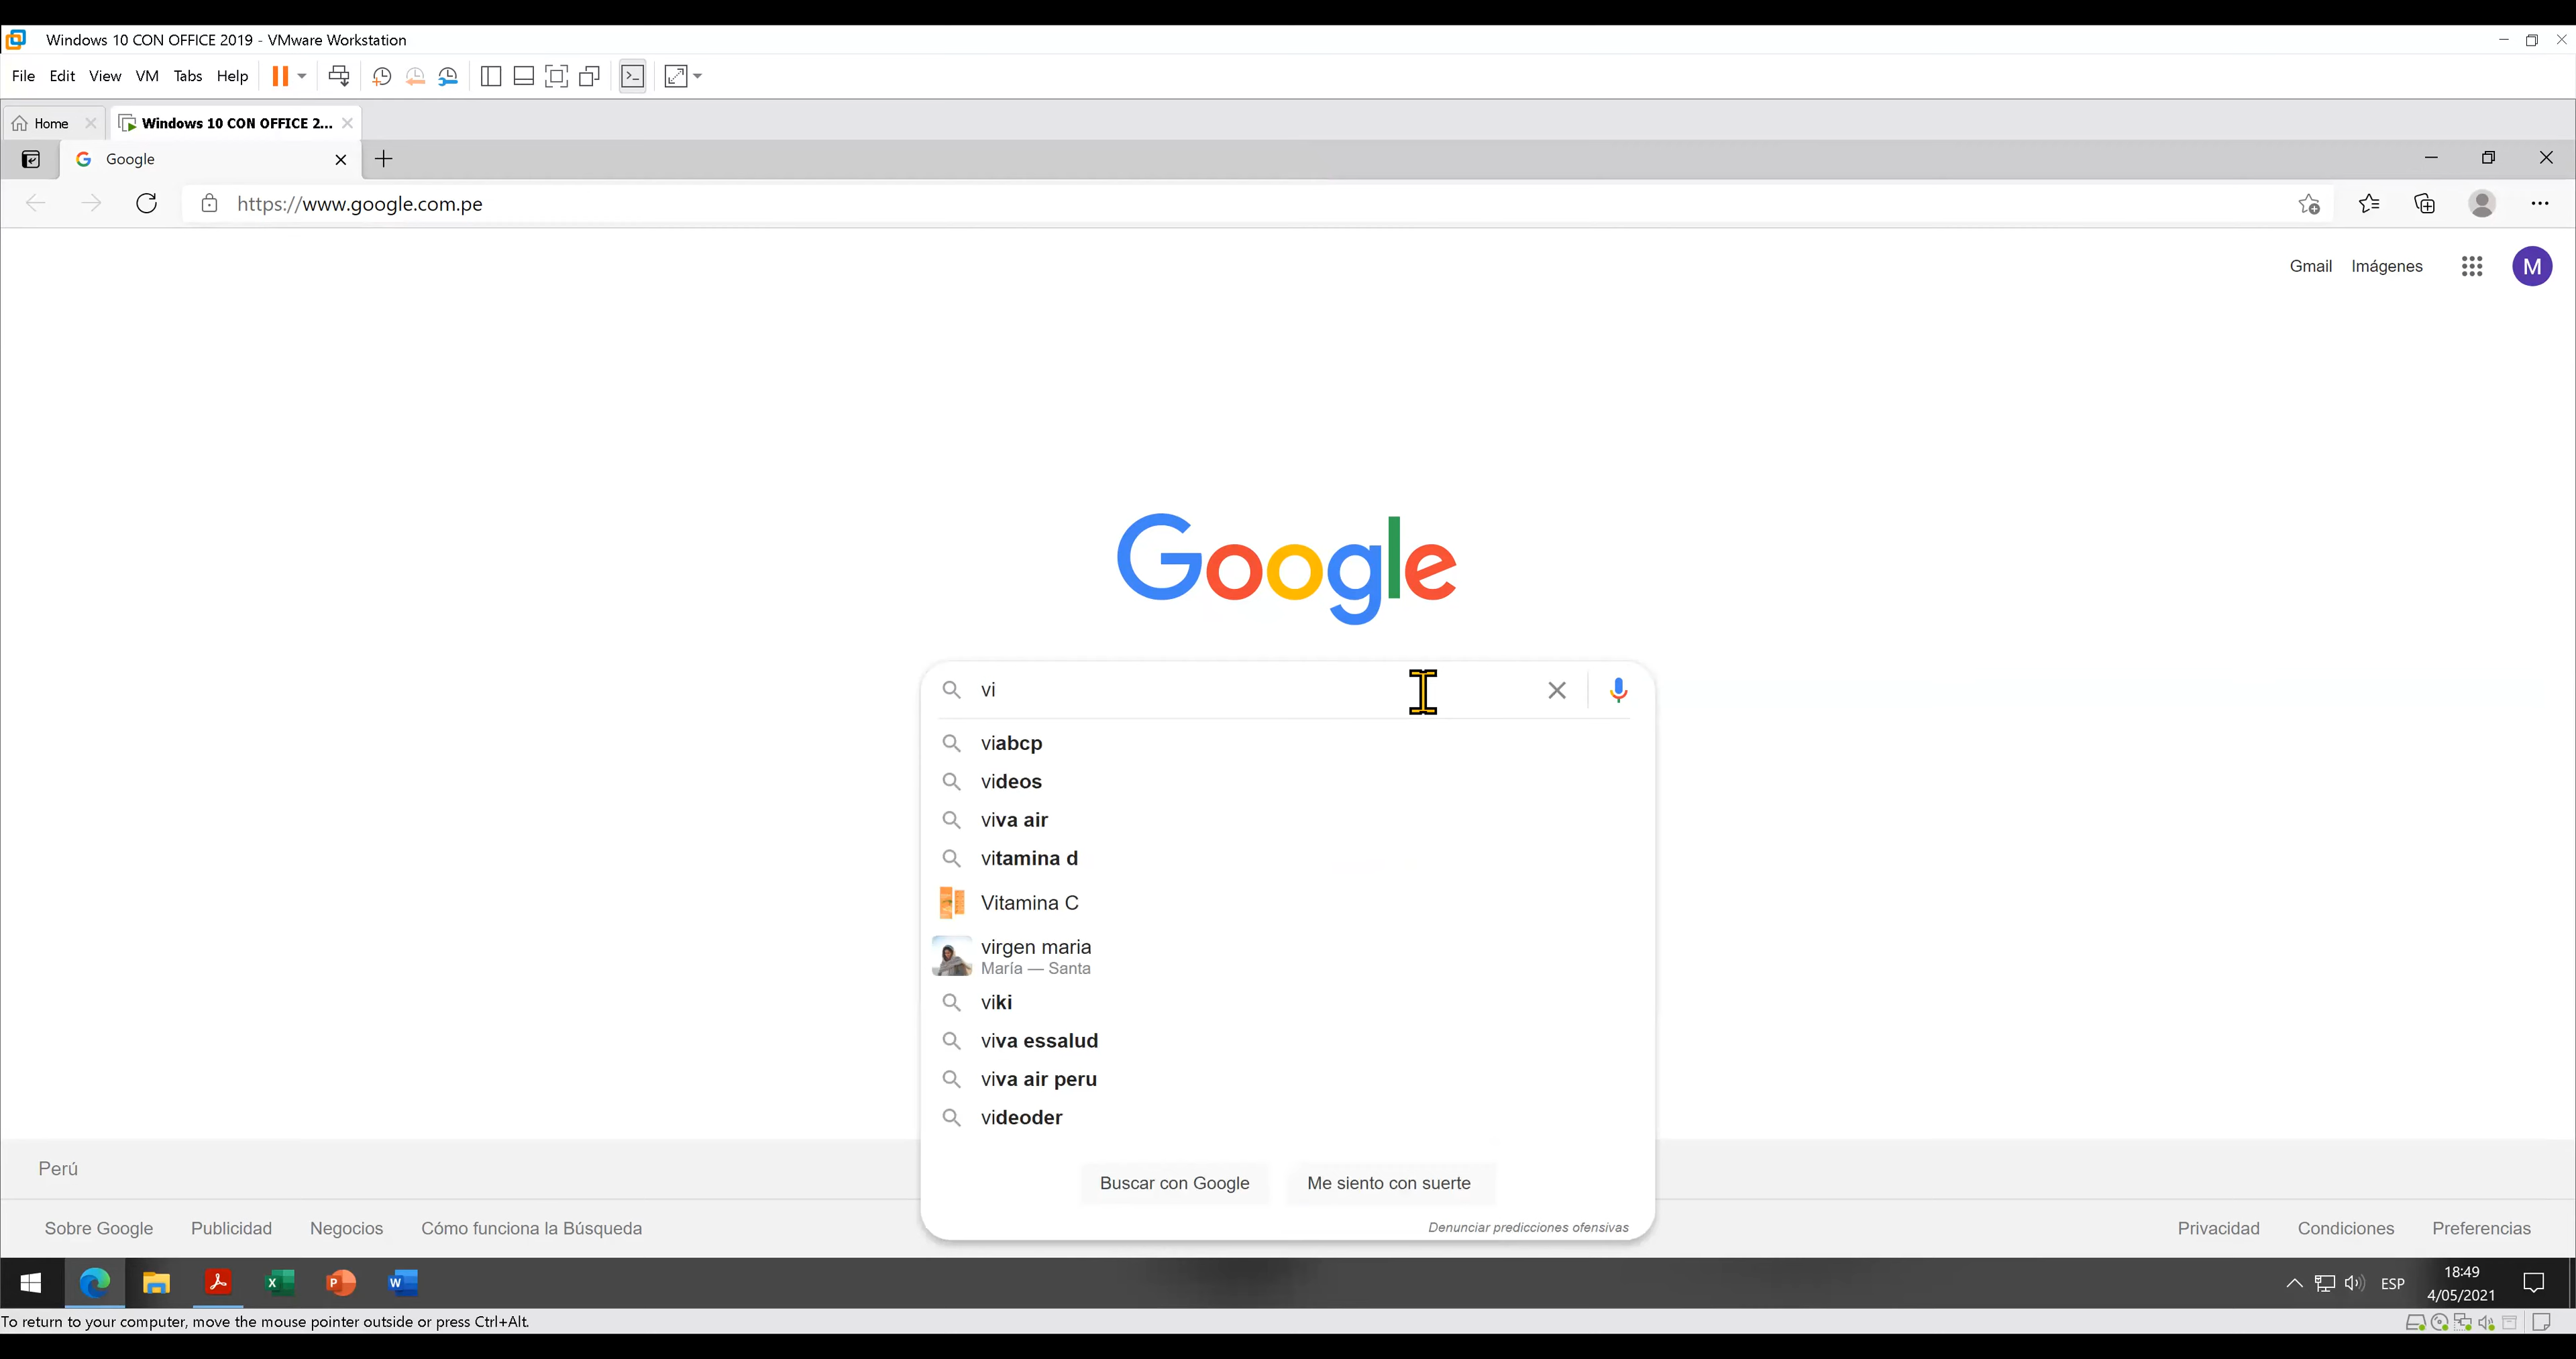 Windows 10 CON OFFICE 2019 - VMware Workstation
File Edit View VM Tabs Help
Home Windows 10 CON OFFICE 2...
Google
https://www.google.com.pe
Gmail Imágenes M
Google
vi
viabcp
videos
viva air
vitamina d
Vitamina C
virgen maria
María — Santa
viki
viva essalud
viva air peru
videoder
Buscar con Google Me siento con suerte
Denunciar predicciones ofensivas
Perú
Sobre Google Publicidad Negocios Cómo funciona la Búsqueda Privacidad Condiciones Preferencias
ESP 18:49
4/05/2021
To return to your computer, move the mouse pointer outside or press Ctrl+Alt.